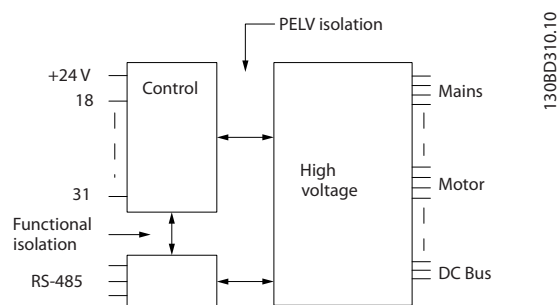 PELV isolation
130BD310.10
+24 V
Control
18
Mains
High
voltage
Motor
31
Functional
isolation
RS-485
DC Bus